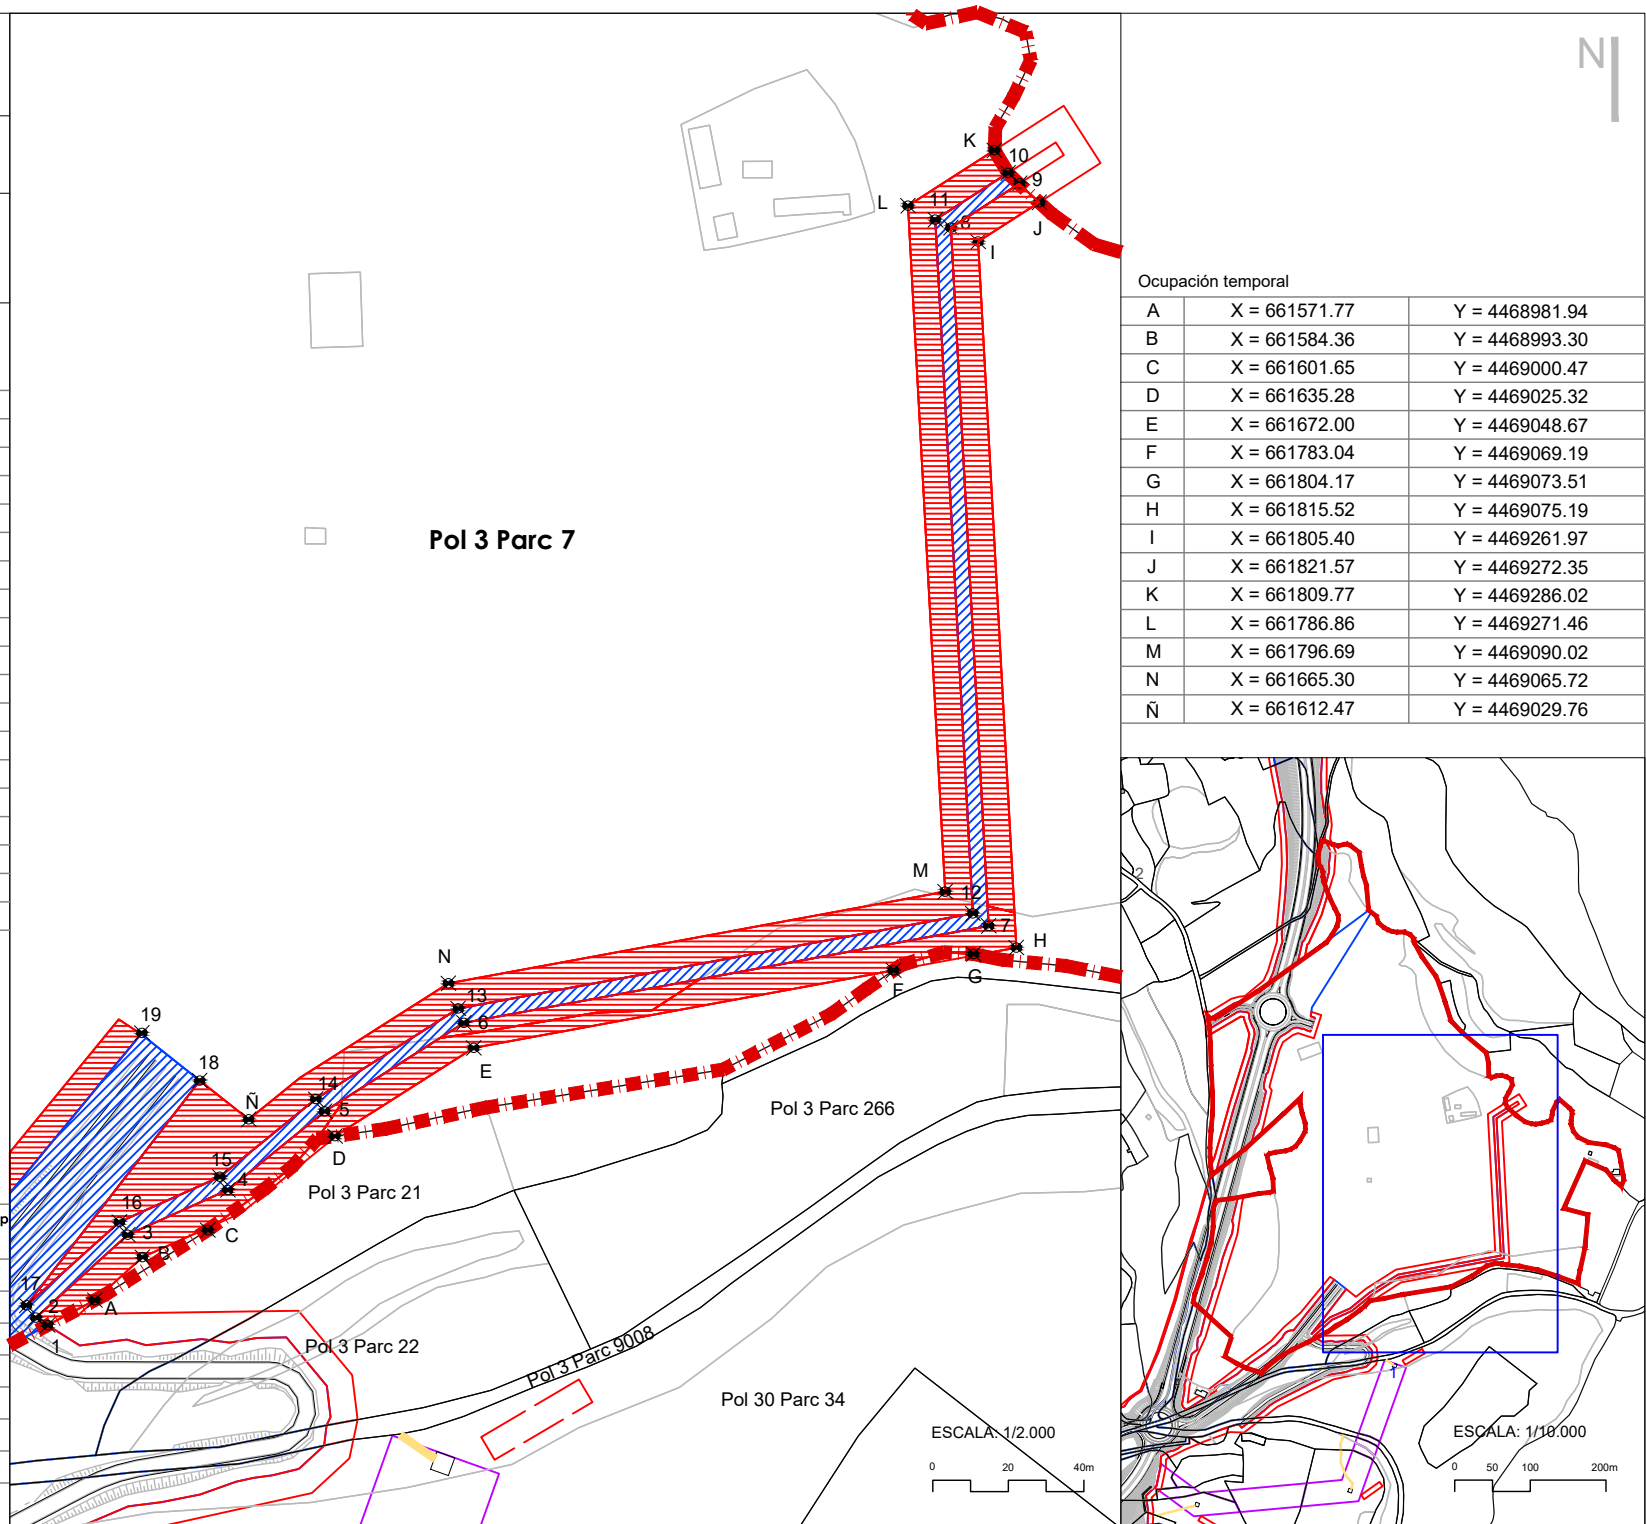 N
K
10
9
L
11
8
J
I
Ocupación temporal
A X = 661571.77 Y = 4468981.94
B X = 661584.36 Y = 4468993.30
C X = 661601.65 Y = 4469000.47
D X = 661635.28 Y = 4469025.32
E X = 661672.00 Y = 4469048.67
F X = 661783.04 Y = 4469069.19
G X = 661804.17 Y = 4469073.51
H X = 661815.52 Y = 4469075.19
I X = 661805.40 Y = 4469261.97
J X = 661821.57 Y = 4469272.35
K X = 661809.77 Y = 4469286.02
L X = 661786.86 Y = 4469271.46
M X = 661796.69 Y = 4469090.02
N X = 661665.30 Y = 4469065.72
Ñ X = 661612.47 Y = 4469029.76
Pol 3 Parc 7
M
12
7
H
N
G
F
13
6
19
18
E
Ñ
14
5
Pol 3 Parc 266
D
15
4
Pol 3 Parc 21
p
16
3
C
B
17
2
A
1
Pol 3 Parc 22
Pol 3 Parc 9008
Pol 30 Parc 34
ESCALA: 1/2.000
0 20 40m
2
1
ESCALA: 1/10.000
0 50 100 200m